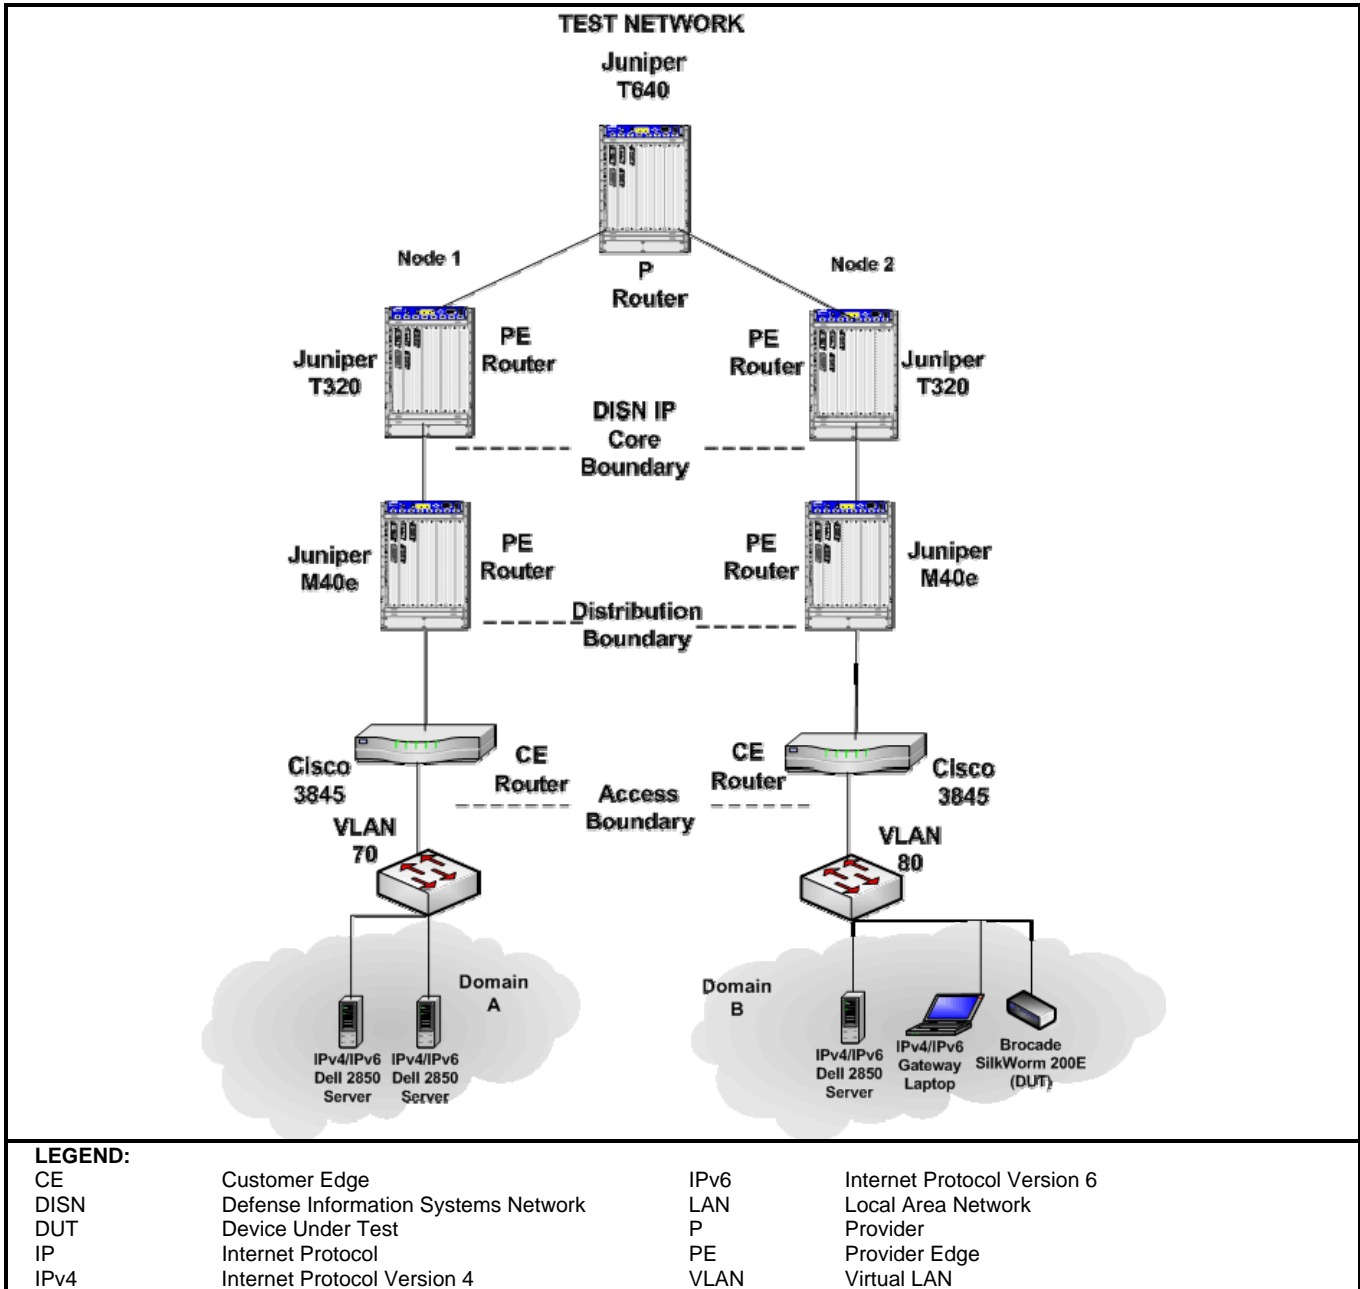 TEST NETWORK
Juniper
T640
Node 1
Node 2
P
Router
Juniper
T320
PE
Router
PE
Router
Juniper
T320
DISN IP
Core
Boundary
Juniper
M40e
PE
Router
PE
Router
Juniper
M40e
Distribution
Boundary
Cisco
3845
CE
Router
CE
Router
Cisco
3845
Access
Boundary
VLAN
70
VLAN
80
Domain
A
Domain
B
IPv4/IPv6
Dell 2850
Server
IPv4/IPv6
Dell 2850
Server
IPv4/IPv6
Dell 2850
Server
IPv4/IPv6
Gateway
Laptop
Brocade
SilkWorm 200E
(DUT)
LEGEND:
CE Customer Edge
DISN Defense Information Systems Network
DUT Device Under Test
IP Internet Protocol
IPv4 Internet Protocol Version 4
IPv6 Internet Protocol Version 6
LAN Local Area Network
P Provider
PE Provider Edge
VLAN Virtual LAN